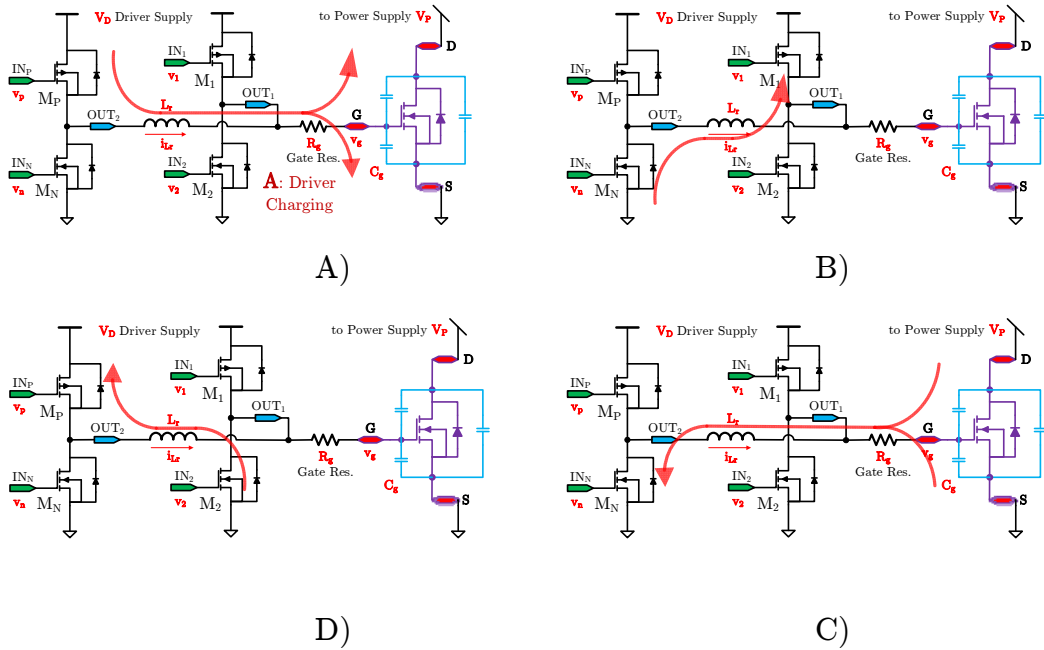 V_D Driver Supply
to Power Supply V_P
IN_P
v_p
M_P
IN_1
v_1
M_1
D
OUT_1
L_r
OUT_2
i_Lr
G
R_g
v_g
Gate Res.
IN_N
v_n
M_N
IN_2
v_2
M_2
C_g
S
A: Driver
Charging
A)
V_D Driver Supply
to Power Supply V_P
IN_P
v_p
M_P
IN_1
v_1
M_1
D
OUT_1
L_r
OUT_2
i_Lr
G
R_g
v_g
Gate Res.
IN_N
v_n
M_N
IN_2
v_2
M_2
C_g
S
B)
V_D Driver Supply
to Power Supply V_P
IN_P
v_p
M_P
IN_1
v_1
M_1
D
OUT_1
L_r
OUT_2
i_Lr
G
R_g
v_g
Gate Res.
IN_N
v_n
M_N
IN_2
v_2
M_2
C_g
S
D)
V_D Driver Supply
to Power Supply V_P
IN_P
v_p
M_P
IN_1
v_1
M_1
D
OUT_1
L_r
OUT_2
i_Lr
G
R_g
v_g
Gate Res.
IN_N
v_n
M_N
IN_2
v_2
M_2
C_g
S
C)